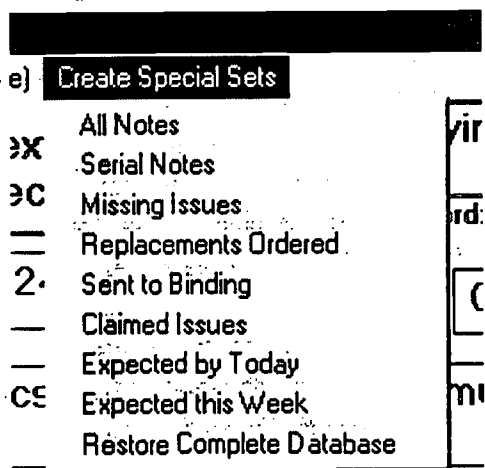 e) Create Special Sets
All Notes
Serial Notes
Missing Issues
Replacements Ordered
Sent to Binding
Claimed Issues
Expected by Today
Expected this Week
Restore Complete Database